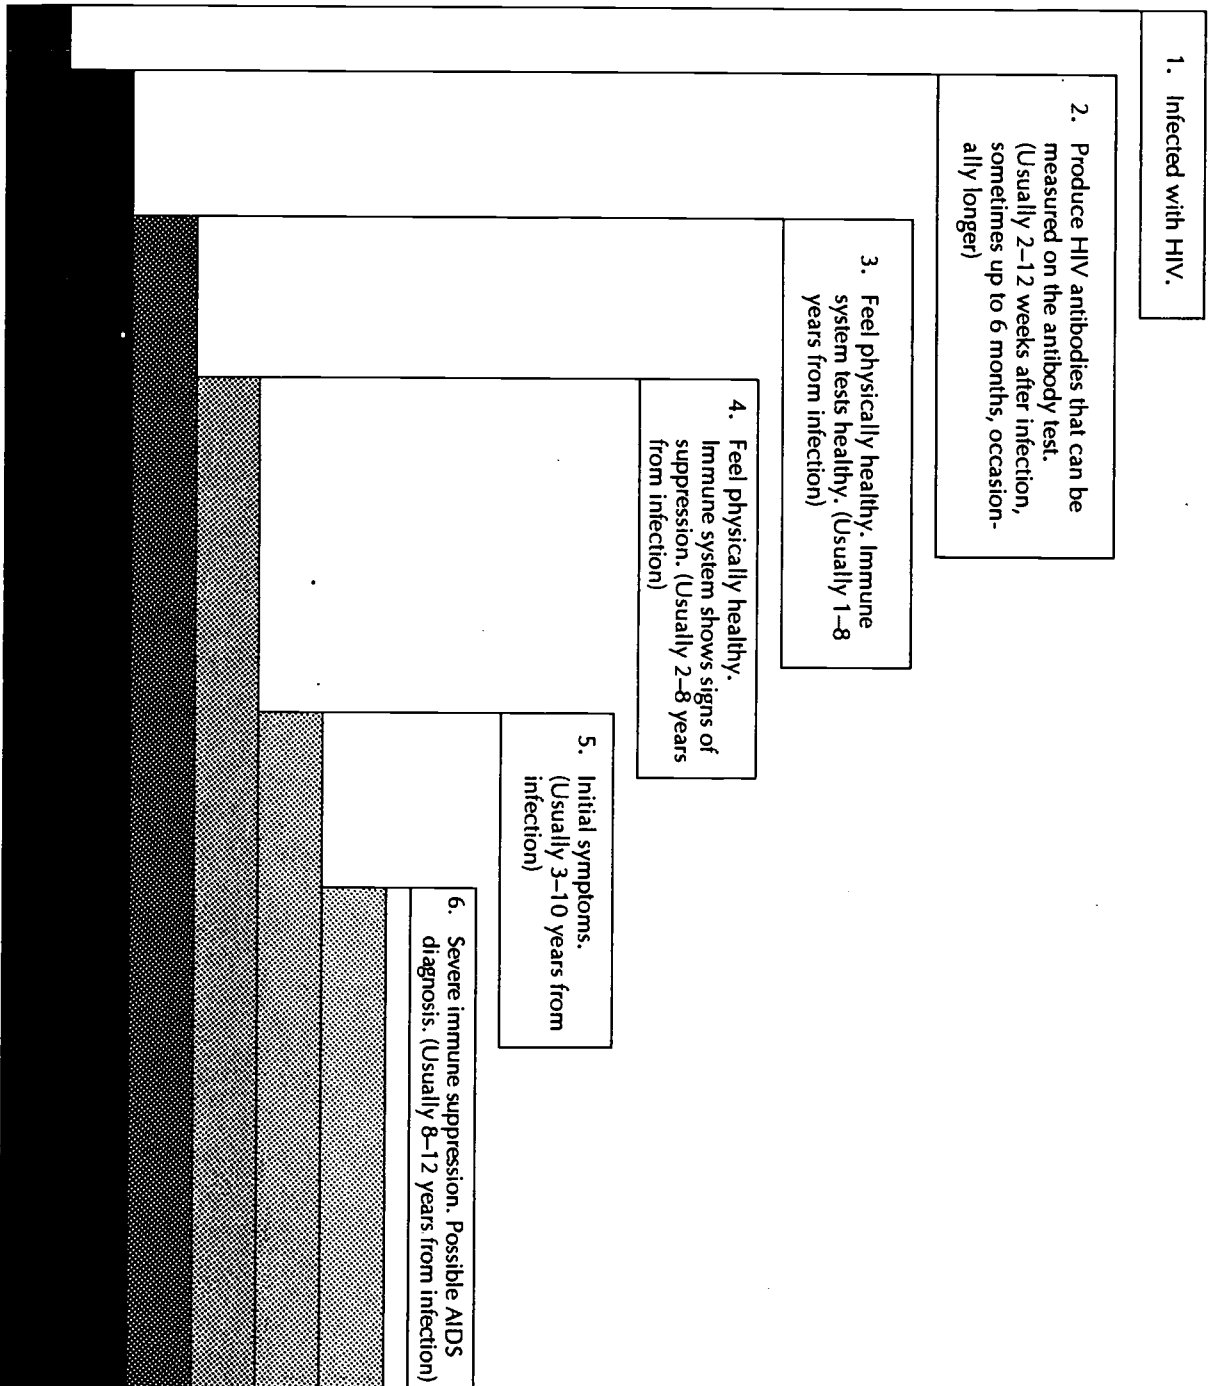 1. Infected with HIV.
2. Produce HIV antibodies that can be
measured on the antibody test.
(Usually 2–12 weeks after infection,
sometimes up to 6 months, occasion-
ally longer)
3. Feel physically healthy. Immune
system tests healthy. (Usually 1–8
years from infection)
4. Feel physically healthy.
Immune system shows signs of
suppression. (Usually 2–8 years
from infection)
5. Initial symptoms.
(Usually 3–10 years from
infection)
6. Severe immune suppression. Possible AIDS
diagnosis. (Usually 8–12 years from infection)